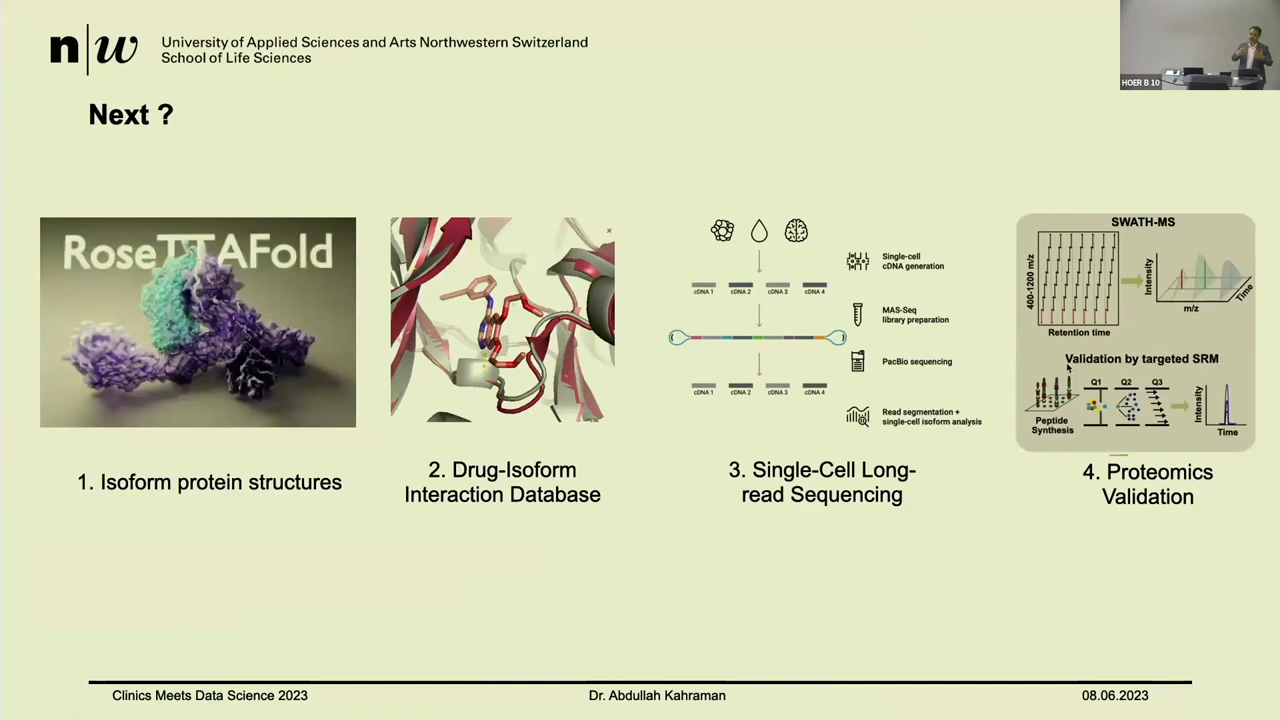 n|w
University of Applied Sciences and Arts Northwestern Switzerland
School of Life Sciences
HOER B 10
Next ?
RoseTTAFold
1. Isoform protein structures
2. Drug-Isoform
Interaction Database
Single-cell
cDNA generation
cDNA 1 cDNA 2 cDNA 3 cDNA 4
MAS-Seq
library preparation
PacBio sequencing
cDNA 1 cDNA 2 cDNA 3 cDNA 4
Read segmentation +
single-cell isoform analysis
3. Single-Cell Long-
read Sequencing
SWATH-MS
400-1200 m/z
Retention time
Intensity
m/z
Time
Validation by targeted SRM
Q1 Q2 Q3
Peptide
Synthesis
Intensity
Time
4. Proteomics
Validation
Clinics Meets Data Science 2023
Dr. Abdullah Kahraman
08.06.2023